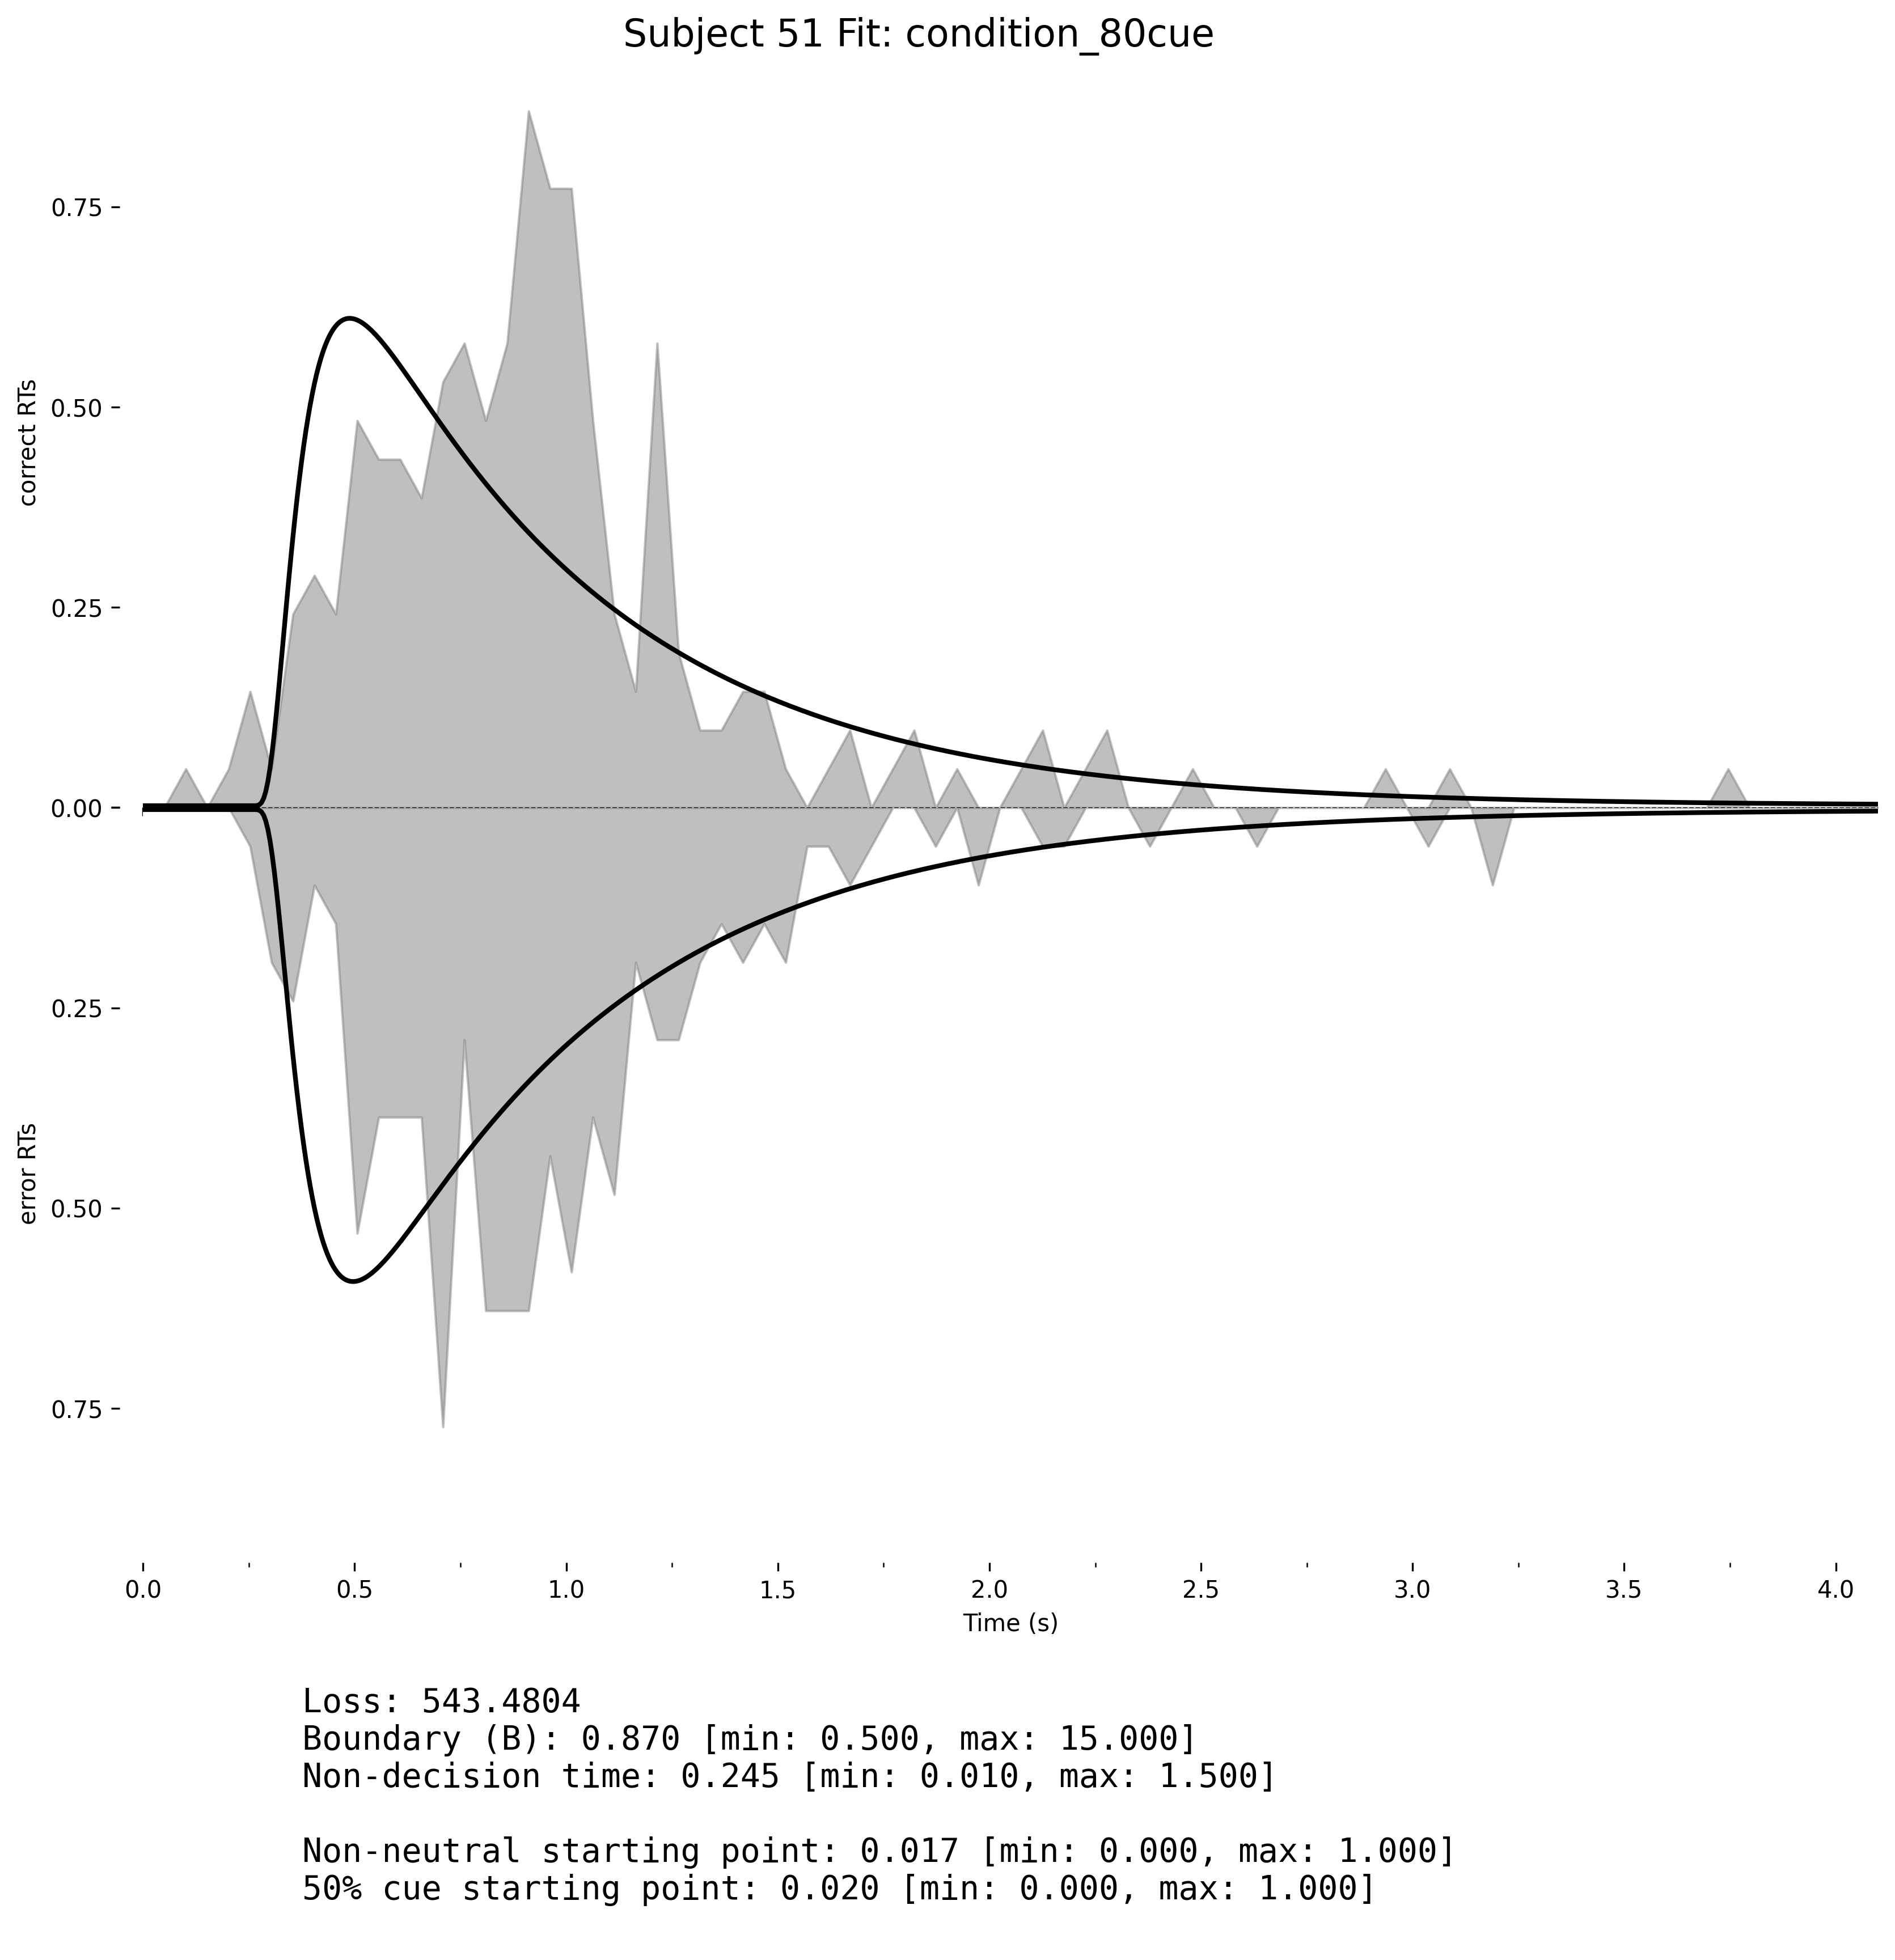 Subject 51 Fit: condition_80cue
0.75
0.50
0.25
0.00
0.25
0.50
0.75
correct RTs
error RTs
0.0 0.5 1.0 1.5 2.0 2.5 3.0 3.5 4.0
Time (s)
Loss: 543.4804
Boundary (B): 0.870 [min: 0.500, max: 15.000]
Non-decision time: 0.245 [min: 0.010, max: 1.500]
Non-neutral starting point: 0.017 [min: 0.000, max: 1.000]
50% cue starting point: 0.020 [min: 0.000, max: 1.000]